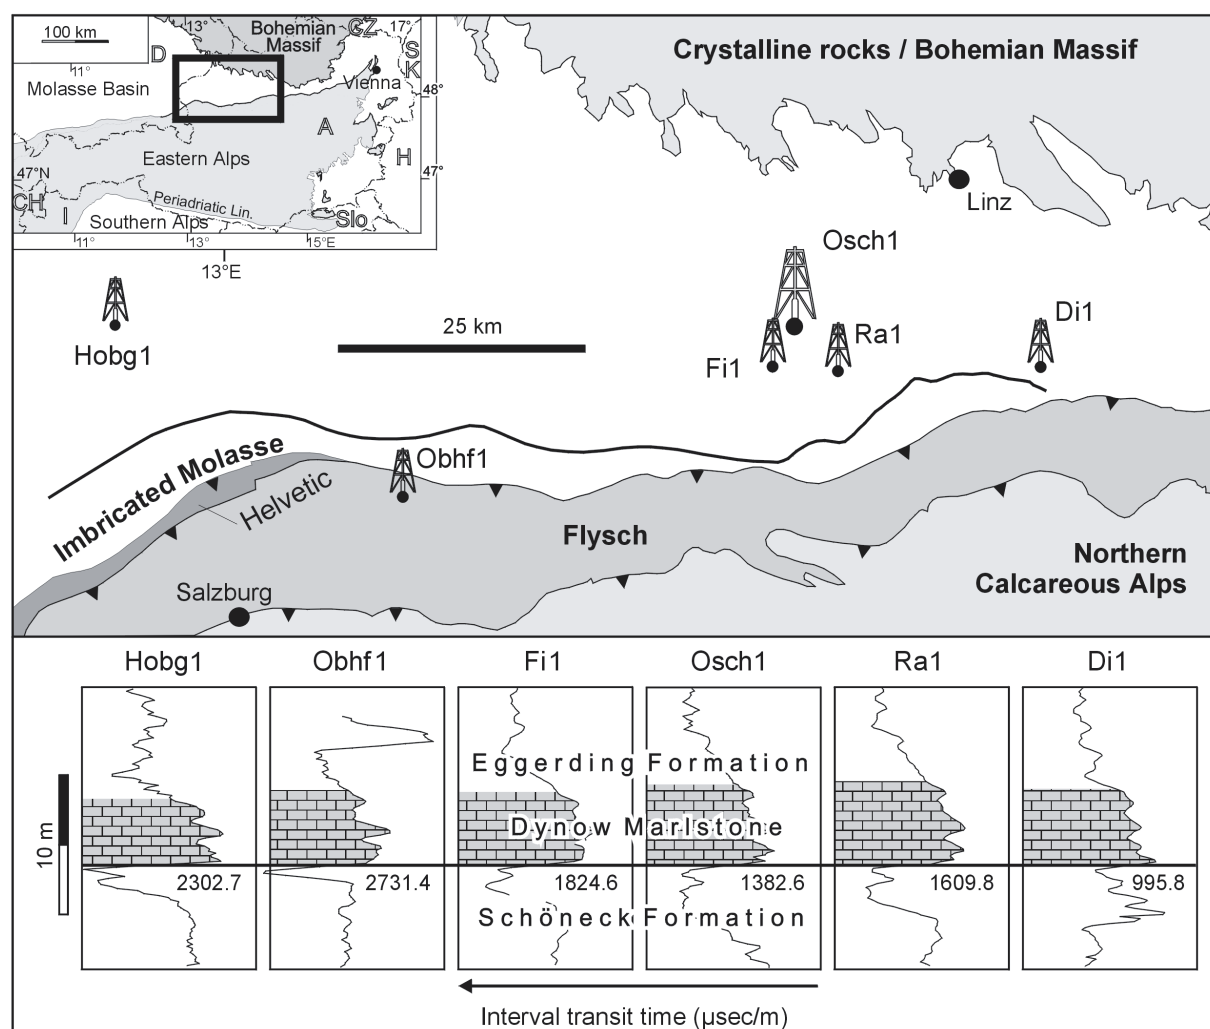 100 km
13°
Bohemian
Massif
CZ
17°
D
S
K
11°
Vienna
Molasse Basin
48°
A
Eastern Alps
H
47°N
47°
CH
I
Periadriatic Lin.
Slo
Southern Alps
11°
13°
15°E
13°E
Crystalline rocks / Bohemian Massif
Linz
Osch1
Hobg1
25 km
Fi1
Ra1
Di1
Imbricated Molasse
Helvetic
Obhf1
Flysch
Northern
Calcareous Alps
Salzburg
Hobg1 Obhf1 Fi1 Osch1 Ra1 Di1
Eggerding Formation
Dynow Marlstone
10 m
2302.7 2731.4 1824.6 1382.6 1609.8 995.8
Schöneck Formation
Interval transit time (µsec/m)